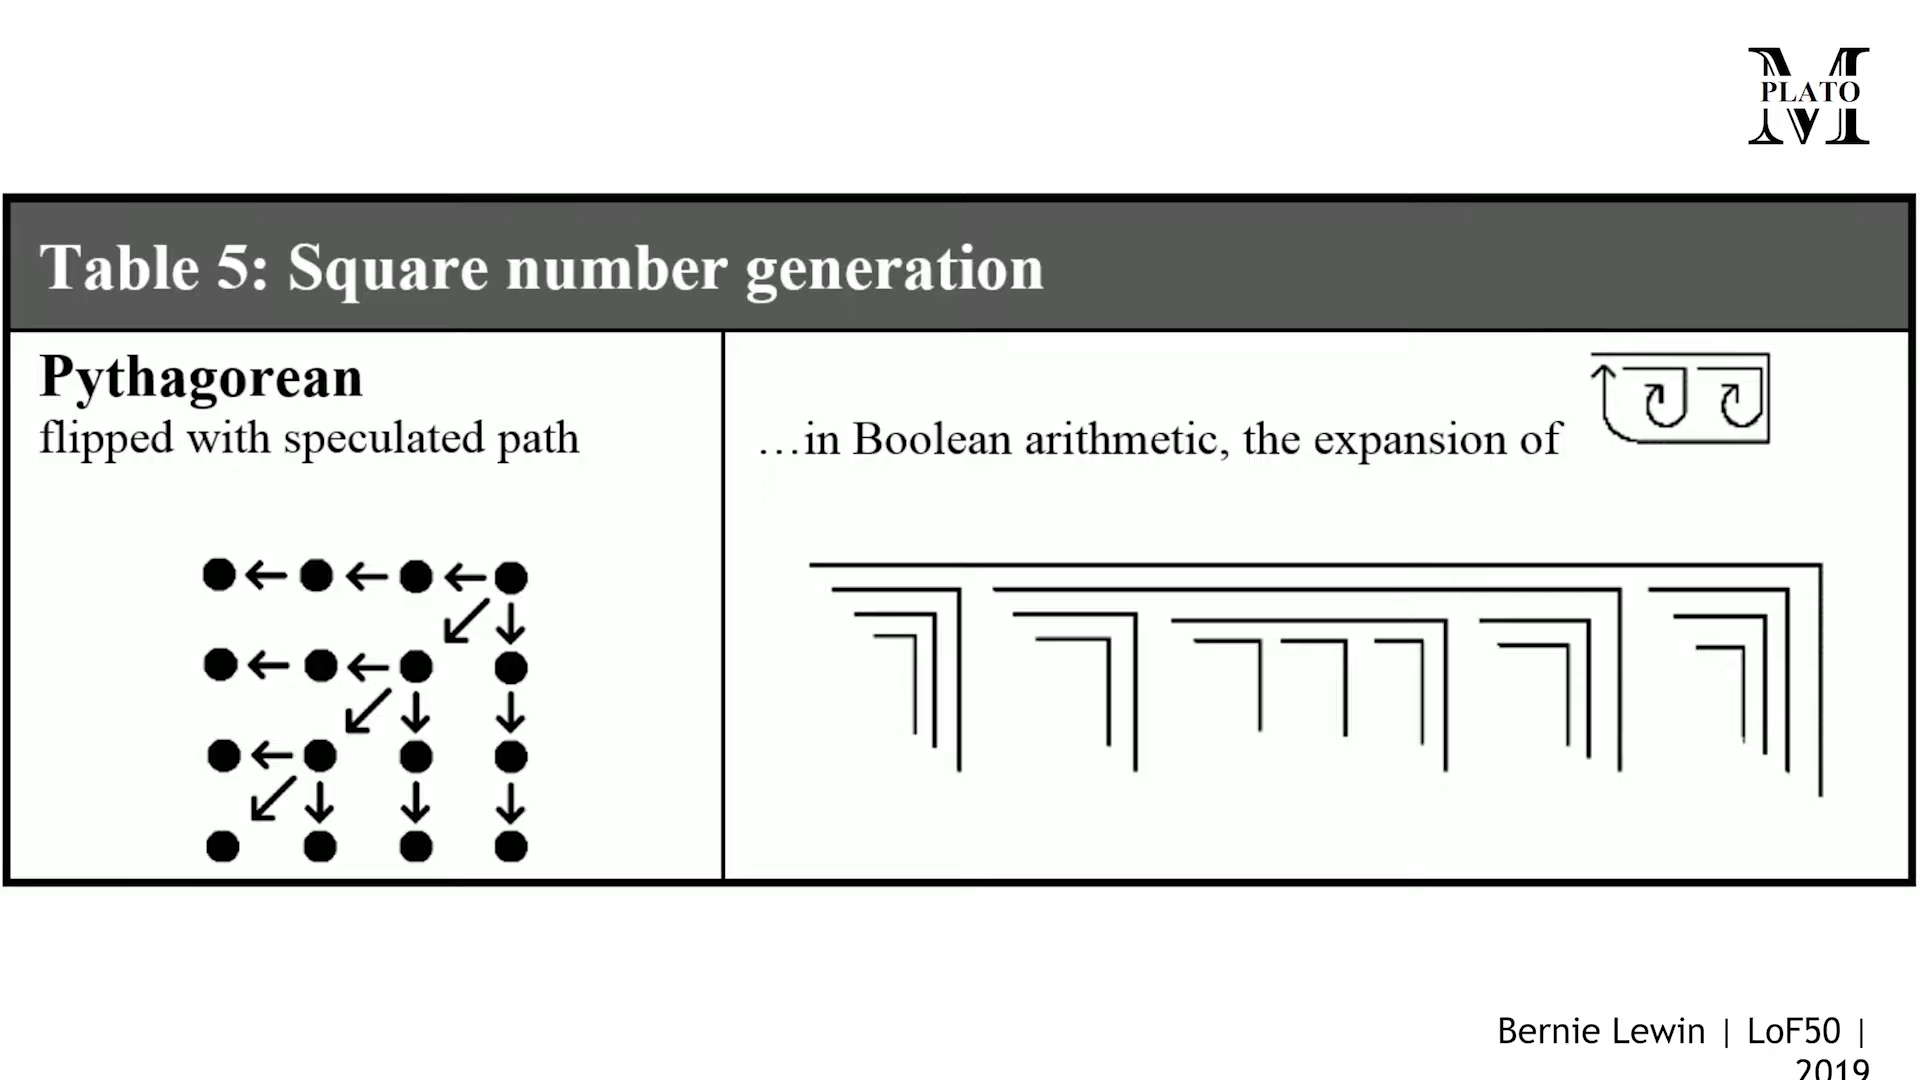 M
PLATO
Table 5: Square number generation
Pythagorean
flipped with speculated path
…in Boolean arithmetic, the expansion of
Bernie Lewin | LoF50 |
2019